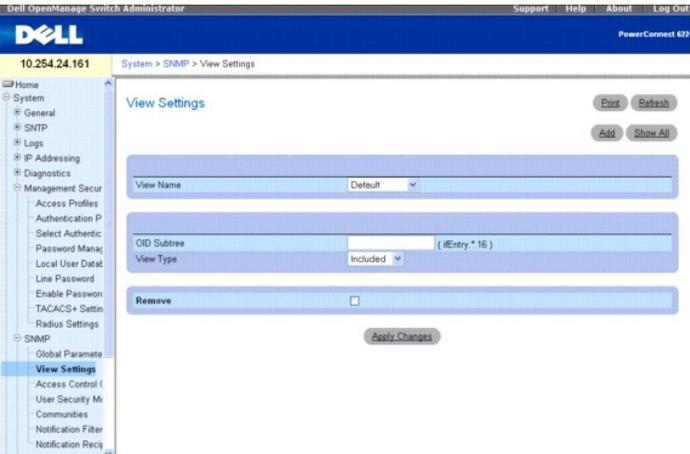 Dell OpenManage Switch Administrator Support Help About Log Out
DELL
PowerConnect 622
10.254.24.161
System > SNMP > View Settings
Home
System
General
SNTP
Logs
IP Addressing
Diagnostics
Management Secur
Access Profiles
Authentication P
Select Authentic
Password Manag
Local User Datab
Line Password
Enable Password
TACACS+ Settin
Radius Settings
SNMP
Global Paramete
View Settings
Access Control
User Security Mo
Communities
Notification Filter
Notification Recip
View Settings
Print Refresh
Add Show All
View Name Default
OID Subtree ( ifEntry.*.16 )
View Type Included
Remove
Apply Changes